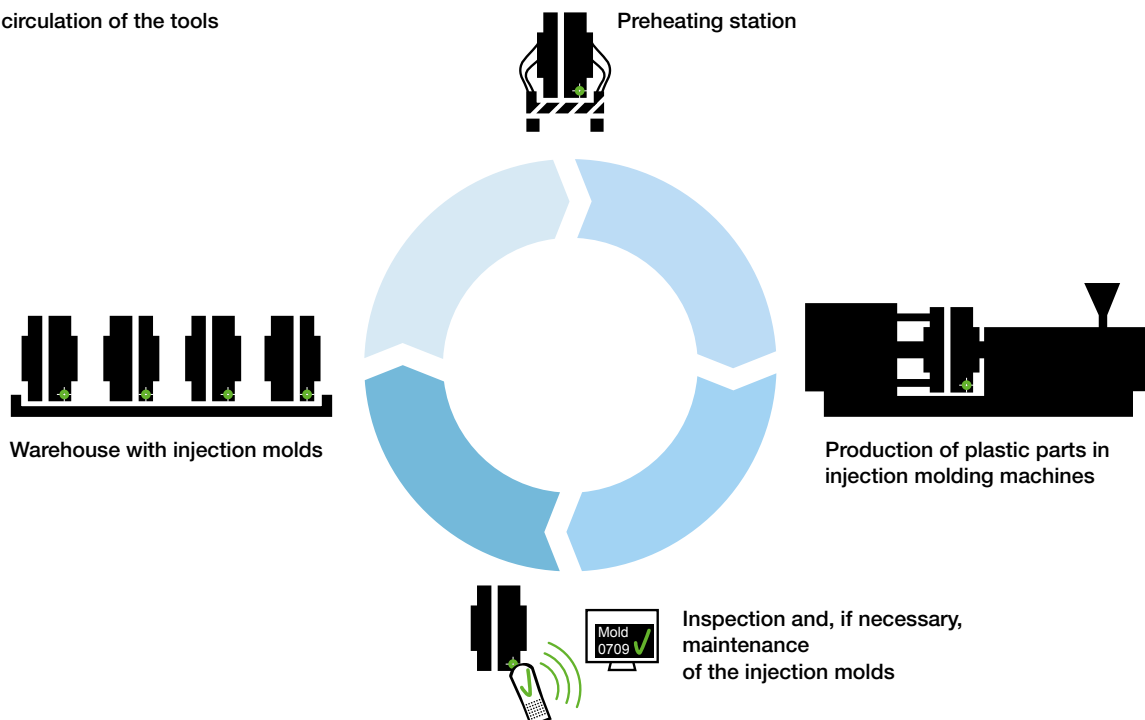 circulation of the tools
Preheating station
Warehouse with injection molds
Production of plastic parts in
injection molding machines
Mold
0709
Inspection and, if necessary,
maintenance
of the injection molds